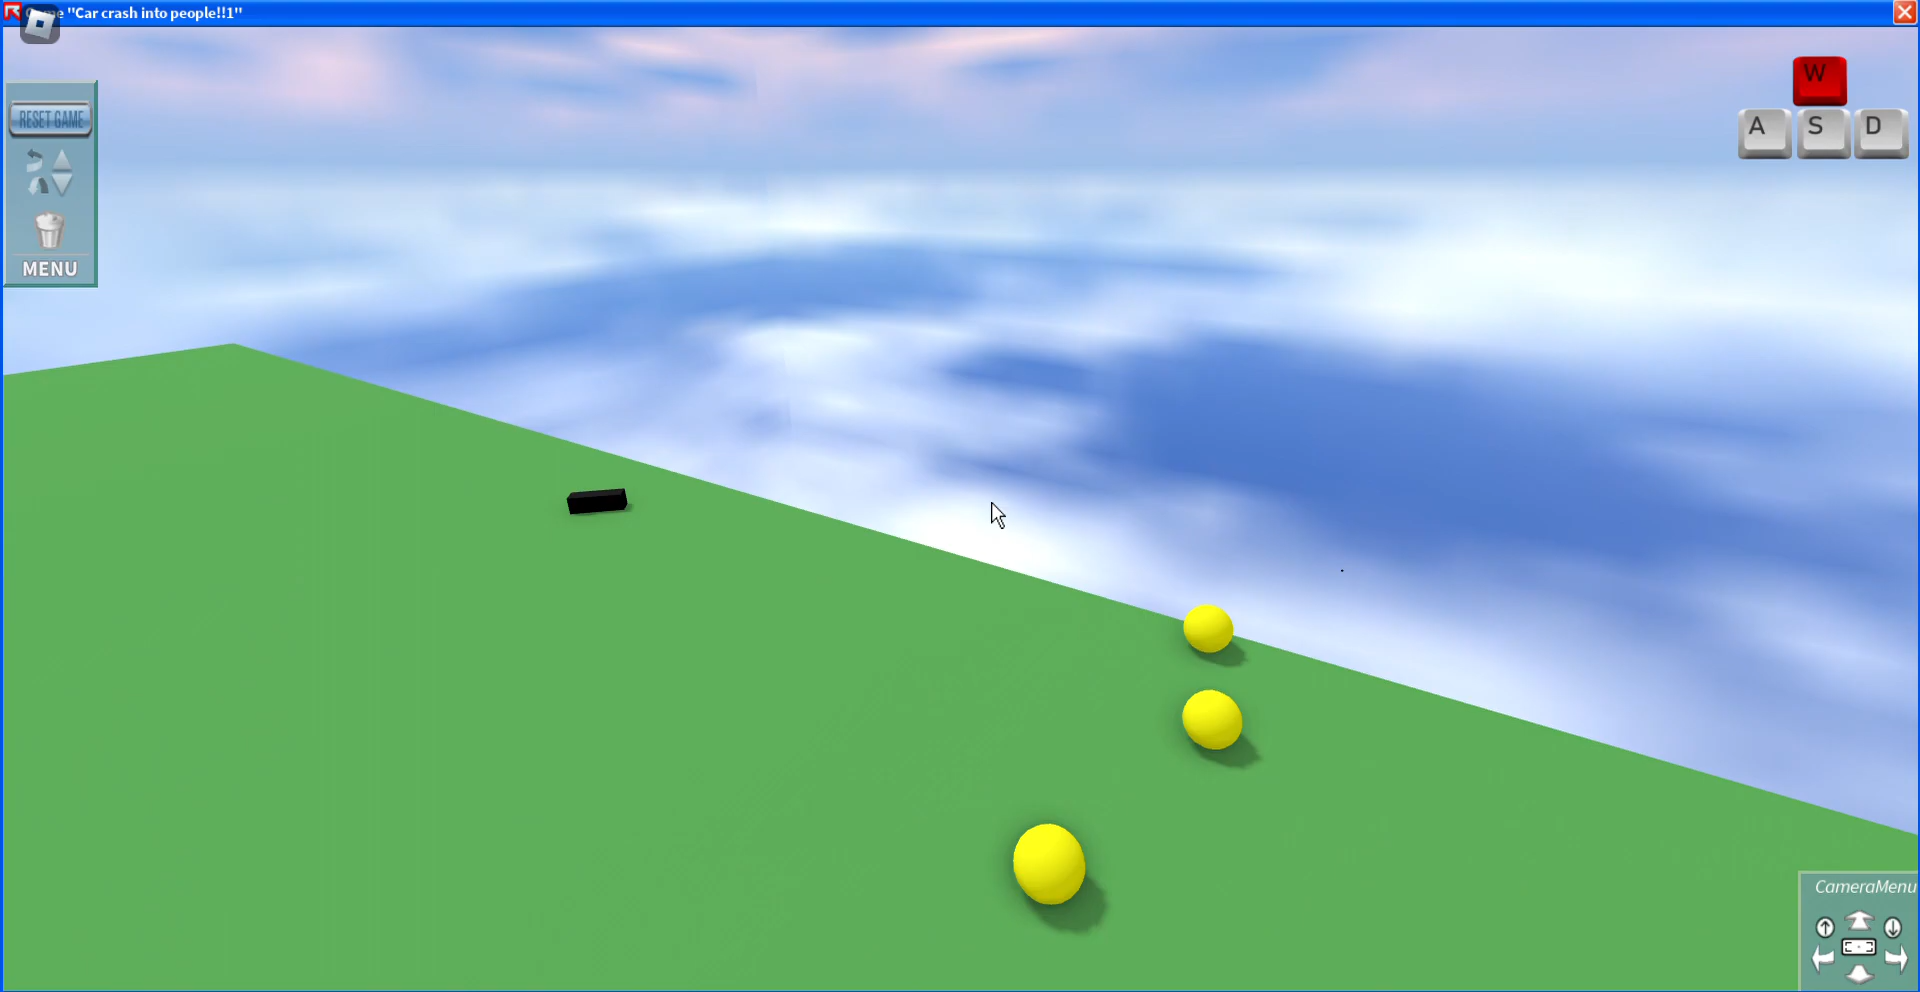 "Car crash into people!!1"
RESET GAME
MENU
W
A S D
CameraMenu